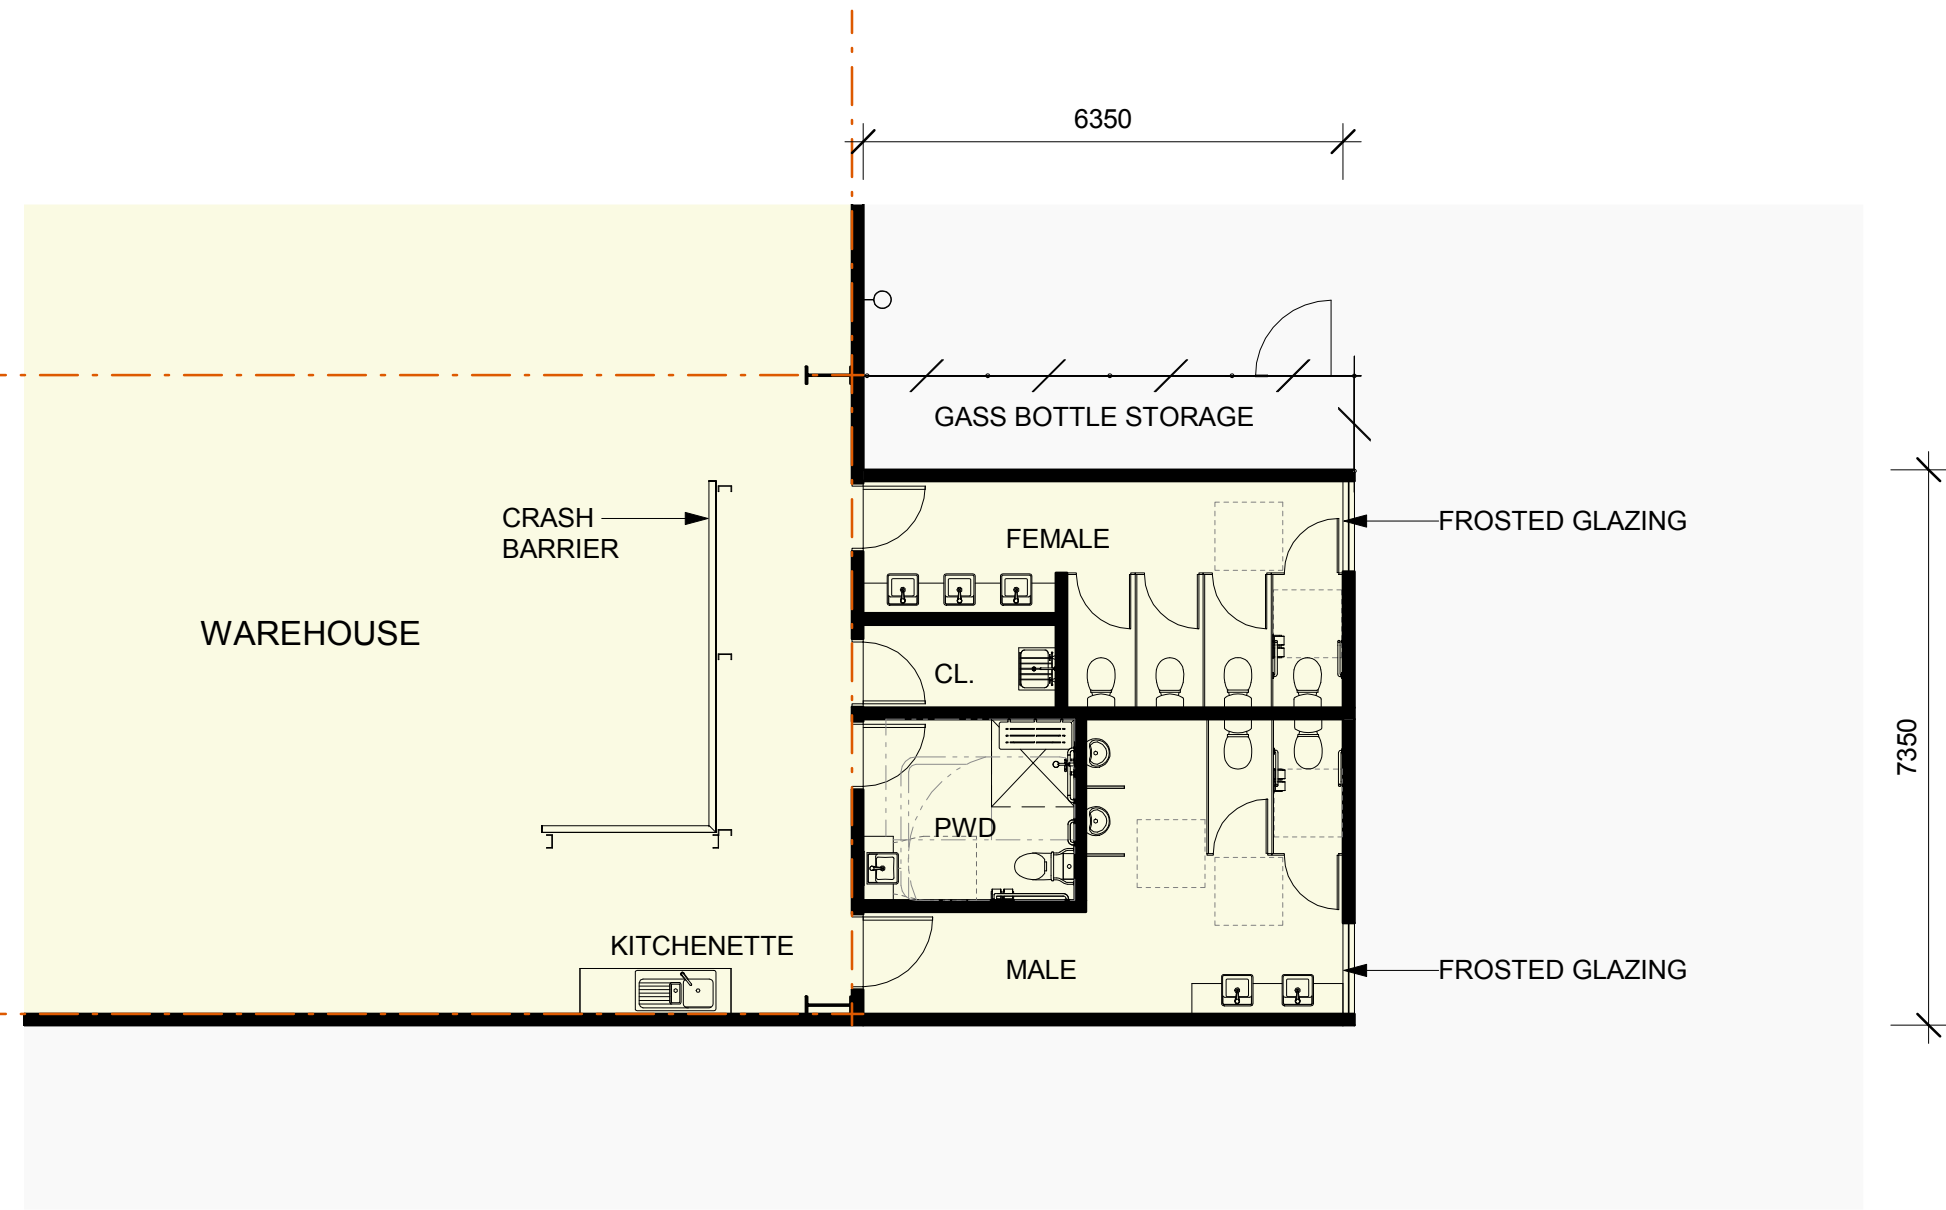 6350
GASS BOTTLE STORAGE
CRASH
BARRIER
FROSTED GLAZING
FEMALE
WAREHOUSE
CL.
7350
PWD
KITCHENETTE
MALE
FROSTED GLAZING